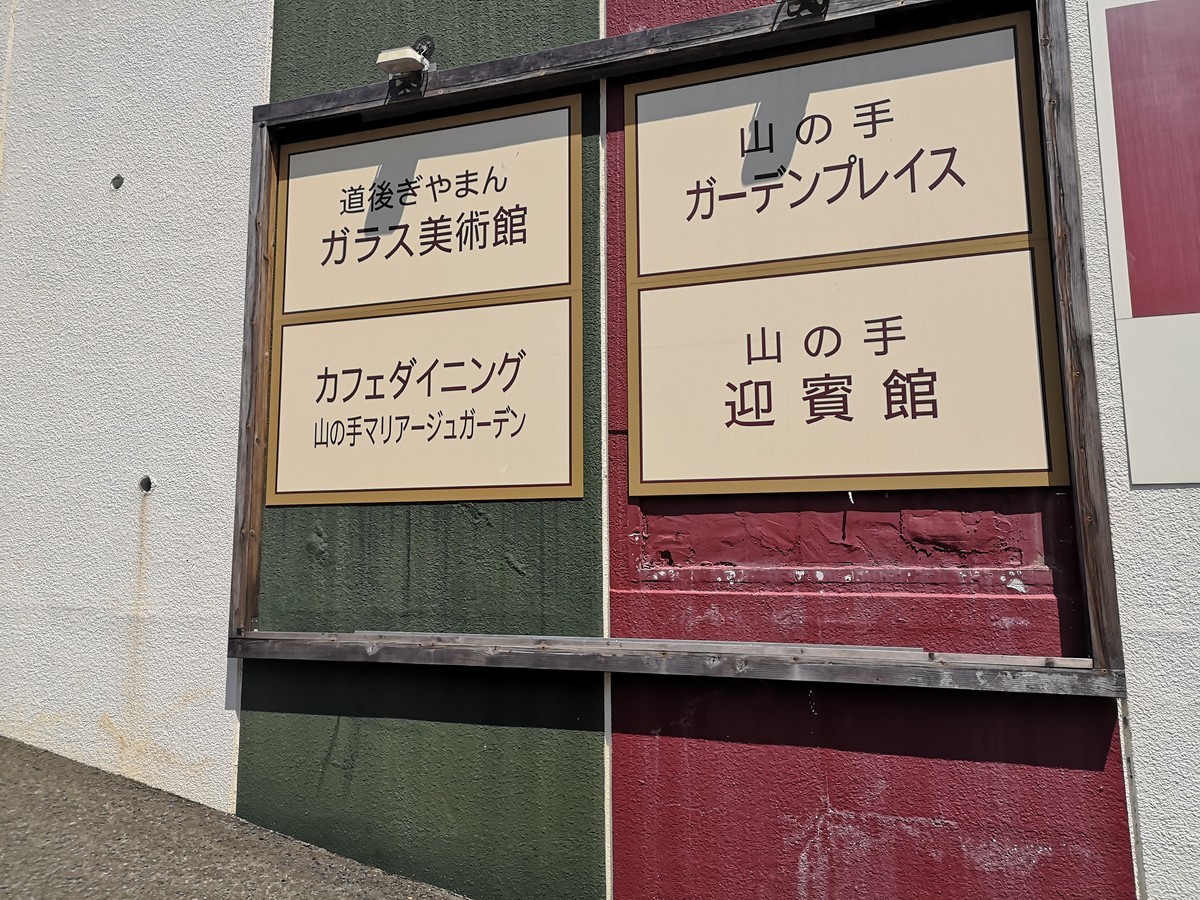 道後ぎやまん
ガラス美術館
カフェダイニング
山の手マリアージュガーデン
山の手
ガーデンプレイス
山の手
迎賓館